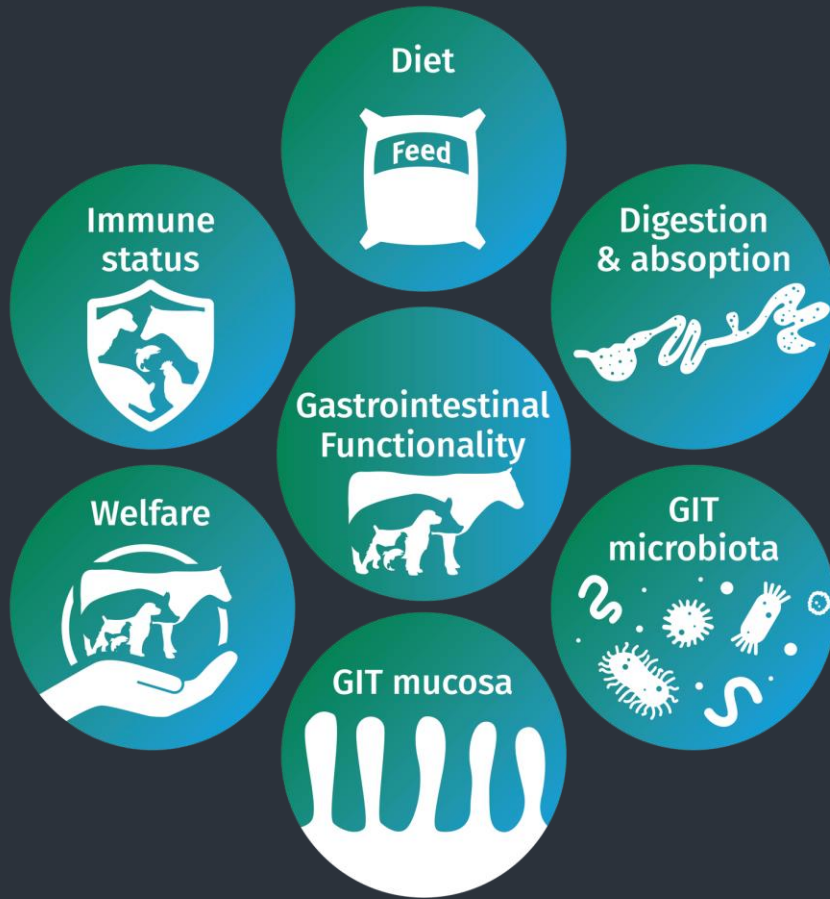 Diet
Feed
Immune
status
Digestion
& absoption
Gastrointestinal
Functionality
Welfare
GIT
microbiota
GIT mucosa